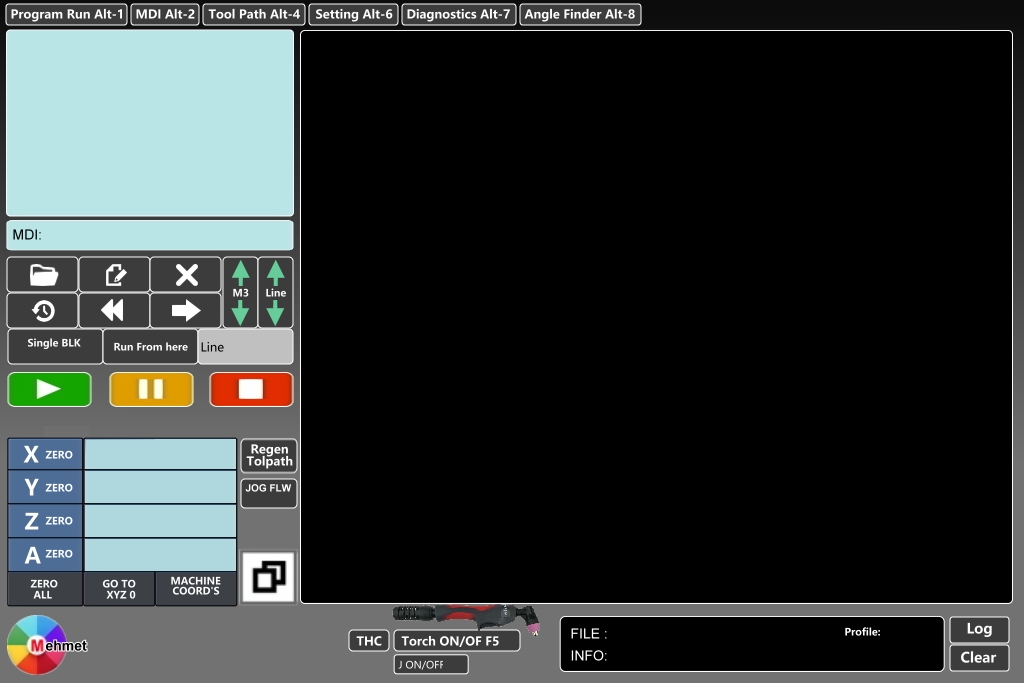 Program Run Alt-1 MDI Alt-2 Tool Path Alt-4 Setting Alt-6 Diagnostics Alt-7 Angle Finder Alt-8
MDI:
M3 Line
Single BLK Run From here Line
X ZERO
Y ZERO
Z ZERO
A ZERO
Regen
Tolpath
JOG FLW
ZERO
ALL
GO TO
XYZ 0
MACHINE
COORD'S
Mehmet
THC Torch ON/OF F5
J ON/OFF
FILE : Profile:
INFO:
Log
Clear